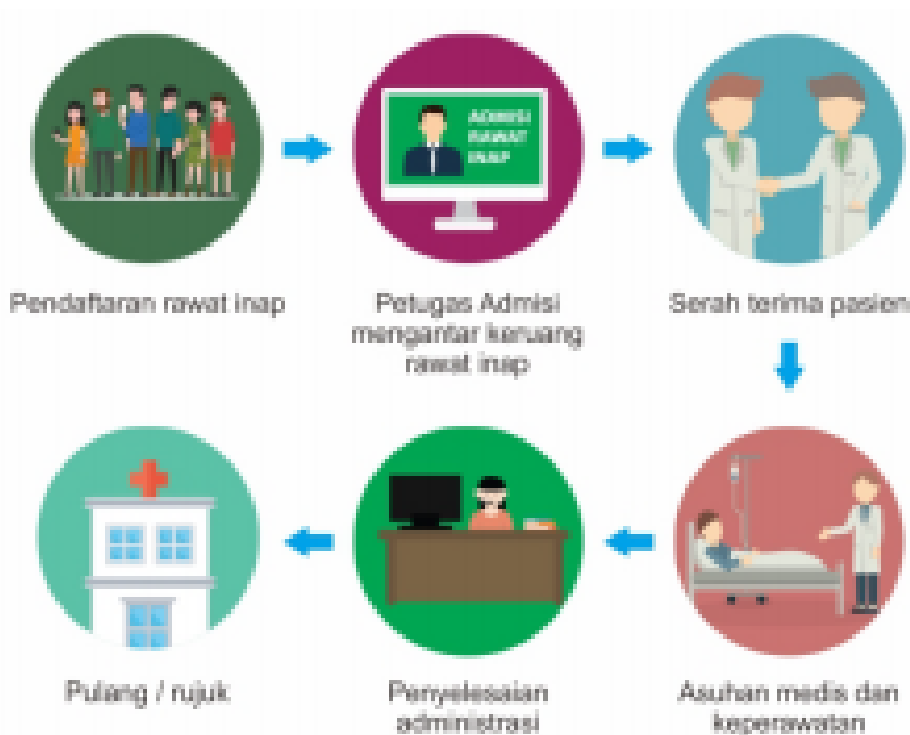 Pendaftaran rawat inap
ADMISI
RAWAT
INAP
Petugas Admisi
mengantar keruang
rawat inap
Serah terima pasien
Asuhan medis dan
keperawatan
Penyelesaian
administrasi
Pulang / rujuk